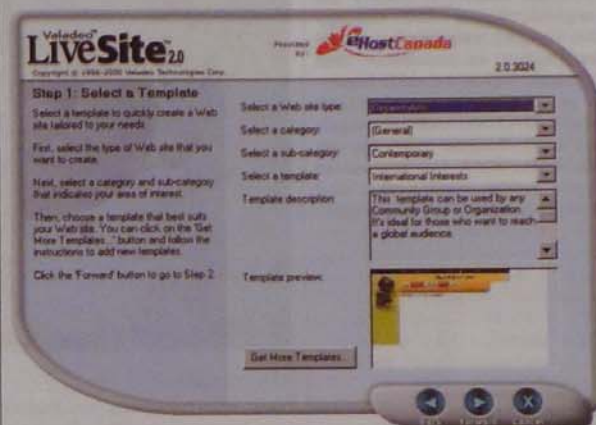 Veladeo
LiveSite 2.0
Copyright © 1996-2000 Veladeo Technologies Corp.
Provided By:
eHostCanada
2.0.3024
Step 1: Select a Template
Select a template to quickly create a Web
site tailored to your needs.
First, select the type of Web site that you
want to create.
Next, select a category and sub-category
that indicates your area of interest.
Then, choose a template that best suits
your Web site. You can click on the "Get
More Templates..." button and follow the
instructions to add new templates.
Click the 'Forward' button to go to Step 2.
Select a Web site type:
Select a category:
(General)
Select a sub-category:
Contemporary
Select a template:
International Interests
Template description:
This template can be used by any
Community Group or Organization.
It's ideal for those who want to reach
a global audience.
Template preview:
Get More Templates...
Back Forward Cancel